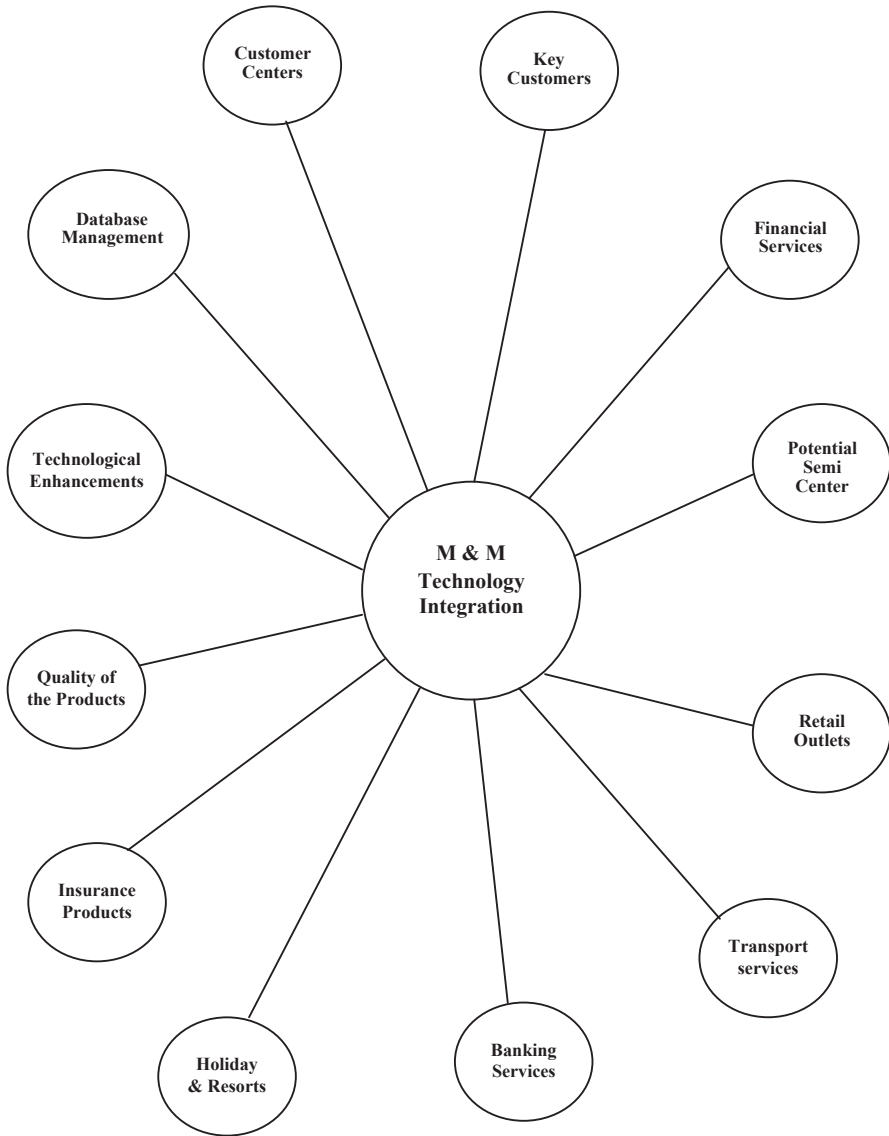 Customer
Centers
Key
Customers
Database
Management
Financial
Services
Technological
Enhancements
Potential
Semi
Center
M & M
Technology
Integration
Quality of
the Products
Retail
Outlets
Insurance
Products
Transport
services
Holiday
& Resorts
Banking
Services